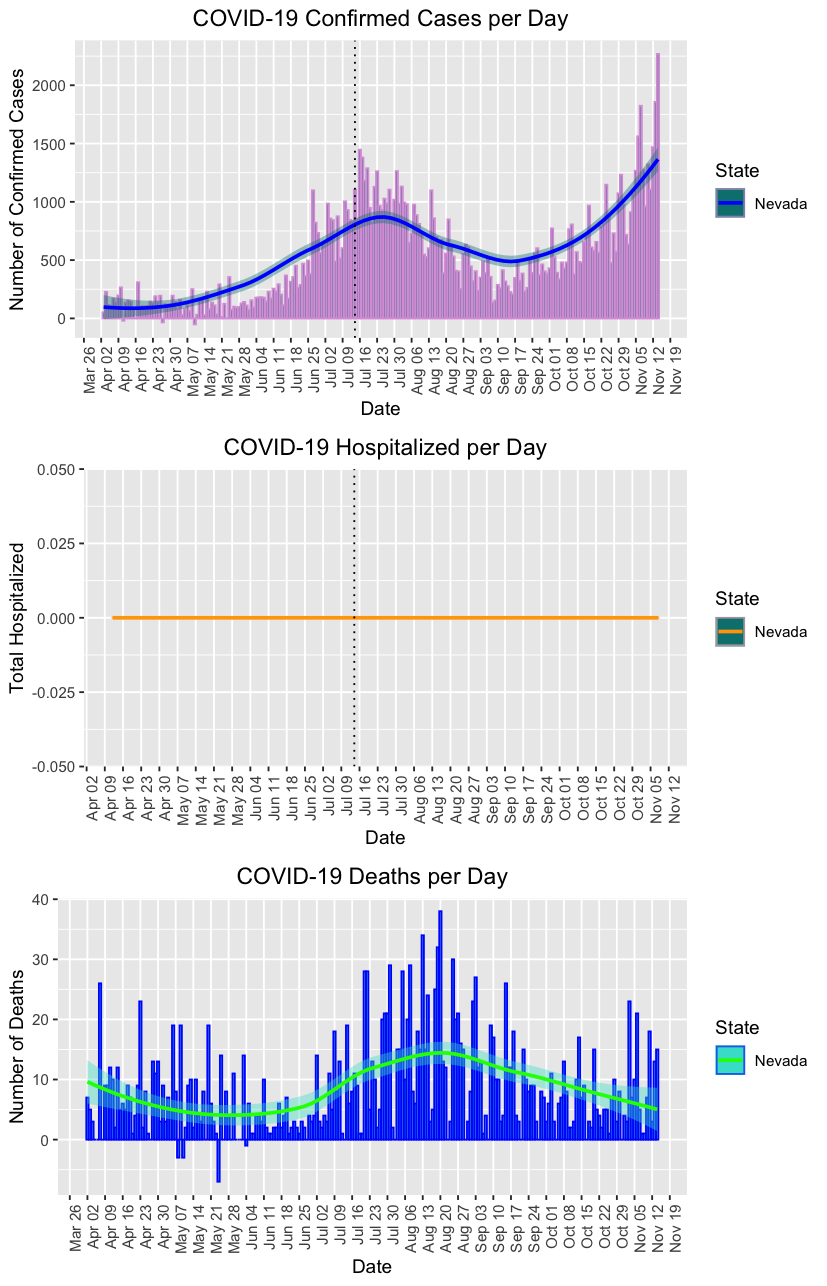 COVID-19 Confirmed Cases per Day
Number of Confirmed Cases
2000
1500
1000
500
0
Mar 26
Apr 02
Apr 09
Apr 16
Apr 23
Apr 30
May 07
May 14
May 21
May 28
Jun 04
Jun 11
Jun 18
Jun 25
Jul 02
Jul 09
Jul 16
Jul 23
Jul 30
Aug 06
Aug 13
Aug 20
Aug 27
Sep 03
Sep 10
Sep 17
Sep 24
Oct 01
Oct 08
Oct 15
Oct 22
Oct 29
Nov 05
Nov 12
Nov 19
Date
State
Nevada
COVID-19 Hospitalized per Day
Total Hospitalized
0.050
0.025
0.000
-0.025
-0.050
Apr 02
Apr 09
Apr 16
Apr 23
Apr 30
May 07
May 14
May 21
May 28
Jun 04
Jun 11
Jun 18
Jun 25
Jul 02
Jul 09
Jul 16
Jul 23
Jul 30
Aug 06
Aug 13
Aug 20
Aug 27
Sep 03
Sep 10
Sep 17
Sep 24
Oct 01
Oct 08
Oct 15
Oct 22
Oct 29
Nov 05
Nov 12
Date
State
Nevada
COVID-19 Deaths per Day
Number of Deaths
40
30
20
10
0
Mar 26
Apr 02
Apr 09
Apr 16
Apr 23
Apr 30
May 07
May 14
May 21
May 28
Jun 04
Jun 11
Jun 18
Jun 25
Jul 02
Jul 09
Jul 16
Jul 23
Jul 30
Aug 06
Aug 13
Aug 20
Aug 27
Sep 03
Sep 10
Sep 17
Sep 24
Oct 01
Oct 08
Oct 15
Oct 22
Oct 29
Nov 05
Nov 12
Nov 19
Date
State
Nevada